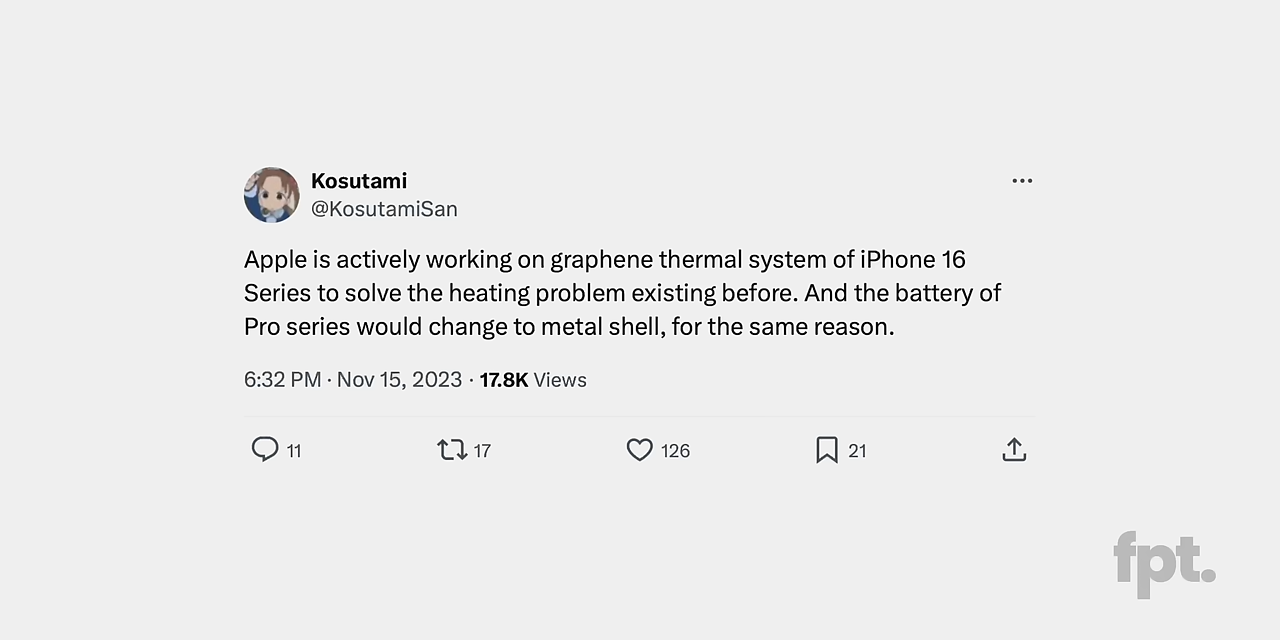 Kosutami
@KosutamiSan
Apple is actively working on graphene thermal system of iPhone 16
Series to solve the heating problem existing before. And the battery of
Pro series would change to metal shell, for the same reason.
6:32 PM · Nov 15, 2023 · 17.8K Views
11 17 126 21
fpt.